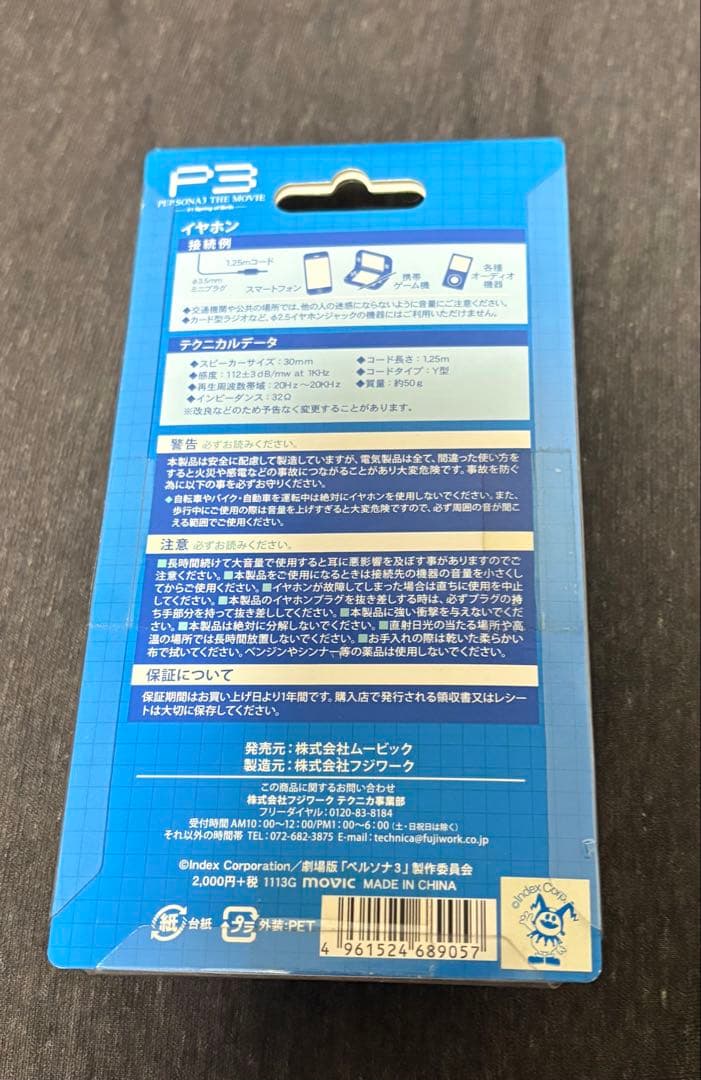 P3
PERSONA3 THE MOVIE
#1 Spring of Birth
イヤホン
接続例
1.25mコード
φ3.5mm
ミニプラグ
スマートフォン
携帯
ゲーム機
各種
オーディオ
機器
◆交通機関や公共の場所では、他の人の迷惑にならないように音量にご注意ください。
◆カード型ラジオなど、φ2.5イヤホンジャックの機器にはご利用いただけません。
テクニカルデータ
◆スピーカーサイズ:30mm
◆コード長さ:1.25m
◆感度:112±3dB/mw at 1KHz
◆コードタイプ:Y型
◆再生周波数帯域:20Hz〜20KHz
◆質量:約50g
◆インピーダンス:32Ω
※改良などのため予告なく変更することがあります。
警告 必ずお読みください。
本製品は安全に配慮して製造していますが、電気製品は全て、間違った使い方を
すると火災や感電などの事故につながることがあり大変危険です。事故を防ぐ
為に以下の事を必ずお守りください。
◆自転車やバイク・自動車を運転中は絶対にイヤホンを使用しないでください。また、
歩行中にご使用の際は音量を上げすぎると大変危険ですので、必ず周囲の音が聞こ
える範囲でご使用ください。
注意 必ずお読みください。
■長時間続けて大音量で使用すると耳に悪影響を及ぼす事がありますのでご
注意ください。■本製品をご使用になるときは接続先の機器の音量を小さくし
てからご使用ください。■イヤホンが故障してしまった場合は直ちに使用を中止
してください。■本製品のイヤホンプラグを抜き差しする時は、必ずプラグの持
ち手部分を持って抜き差ししてください。■本製品に強い衝撃を与えないでくだ
さい。■本製品は絶対に分解しないでください。■直射日光の当たる場所や高
温の場所では長時間放置しないでください。■お手入れの際は乾いた柔らかい
布で拭いてください。ベンジンやシンナー等の薬品は使用しないでください。
保証について
保証期間はお買い上げ日より1年間です。購入店で発行される領収書又はレシー
トは大切に保存してください。
発売元:株式会社ムービック
製造元:株式会社フジワーク
この商品に関するお問い合わせ
株式会社フジワーク テクニカ事業部
フリーダイヤル:0120-83-8184
受付時間 AM10:00〜12:00/PM1:00〜6:00(土・日祝日は除く)
それ以外の時間帯 TEL:072-682-3875 E-mail:technica@fujiwork.co.jp
©Index Corporation/劇場版「ペルソナ3」製作委員会
2,000円+税 1113G movic MADE IN CHINA
紙 台紙 プラ 外装:PET
4 961524 689057
©Index Corp.